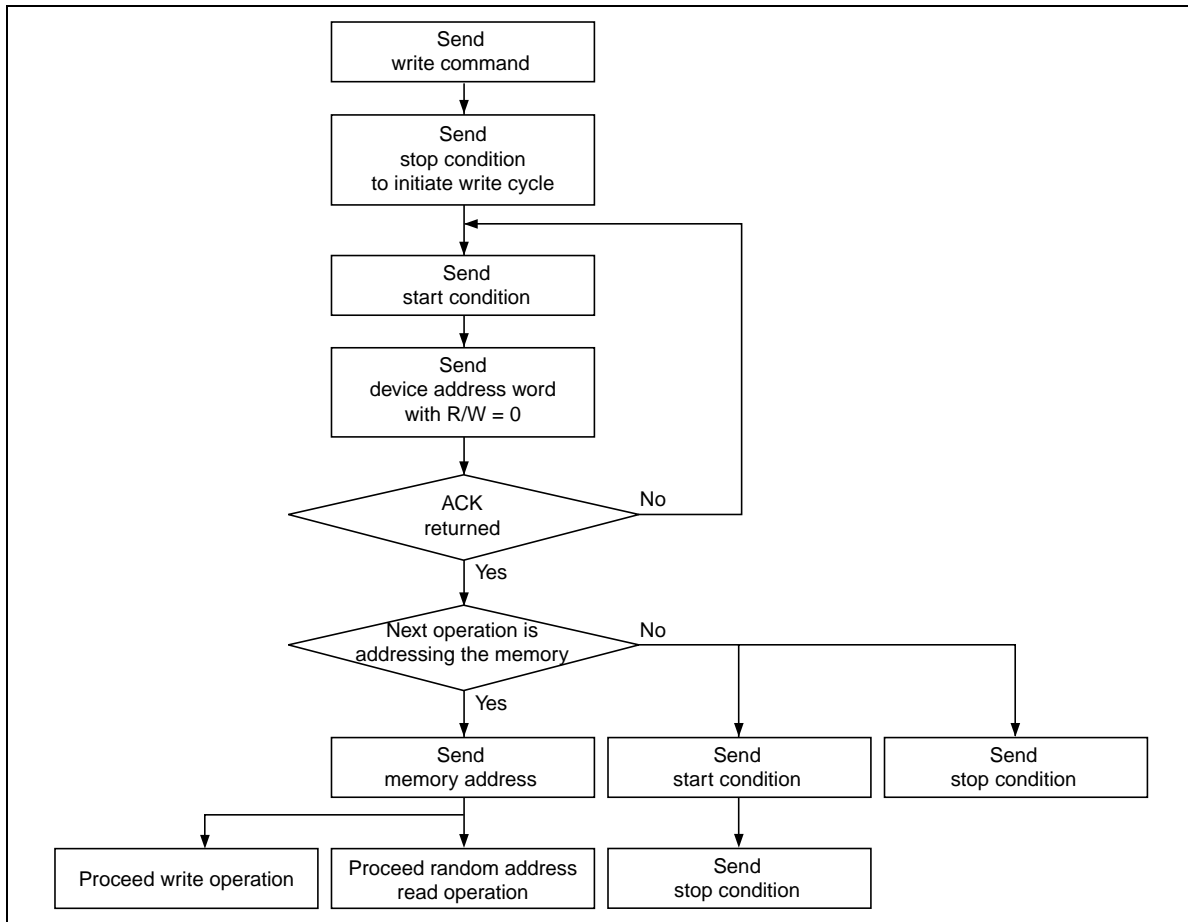 Send
write command
Send
stop condition
to initiate write cycle
Send
start condition
Send
device address word
with R/W = 0
ACK
returned
No
Yes
Next operation is
addressing the memory
No
Yes
Send
memory address
Send
start condition
Send
stop condition
Proceed write operation
Proceed random address
read operation
Send
stop condition